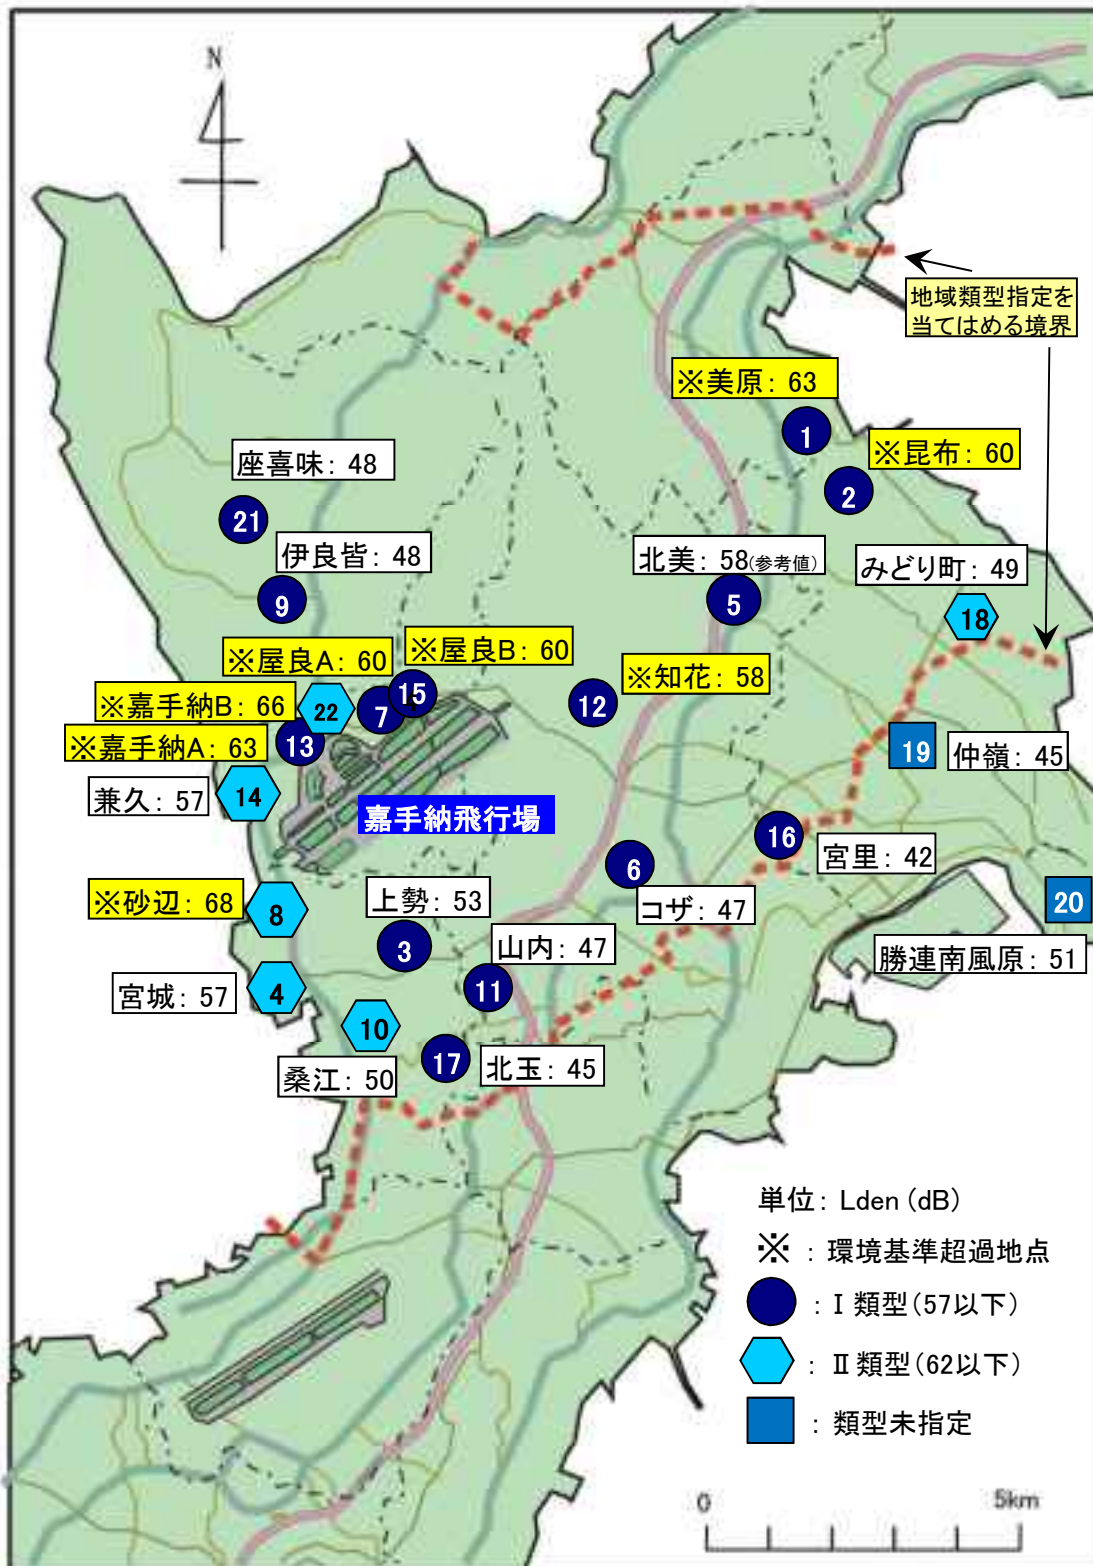 N
地域類型指定を
当てはめる境界
※美原: 63
1
※昆布: 60
2
座喜味: 48
21
伊良皆: 48
9
北美: 58(参考値)
5
みどり町: 49
18
※屋良A: 60
※屋良B: 60
※知花: 58
15
7
12
※嘉手納B: 66
22
※嘉手納A: 63
13
19
仲嶺: 45
兼久: 57
14
嘉手納飛行場
16
宮里: 42
6
コザ: 47
※砂辺: 68
8
上勢: 53
3
20
勝連南風原: 51
山内: 47
11
宮城: 57
4
10
桑江: 50
17
北玉: 45
単位: Lden (dB)
※ : 環境基準超過地点
: Ⅰ類型(57以下)
: Ⅱ類型(62以下)
: 類型未指定
0 5km